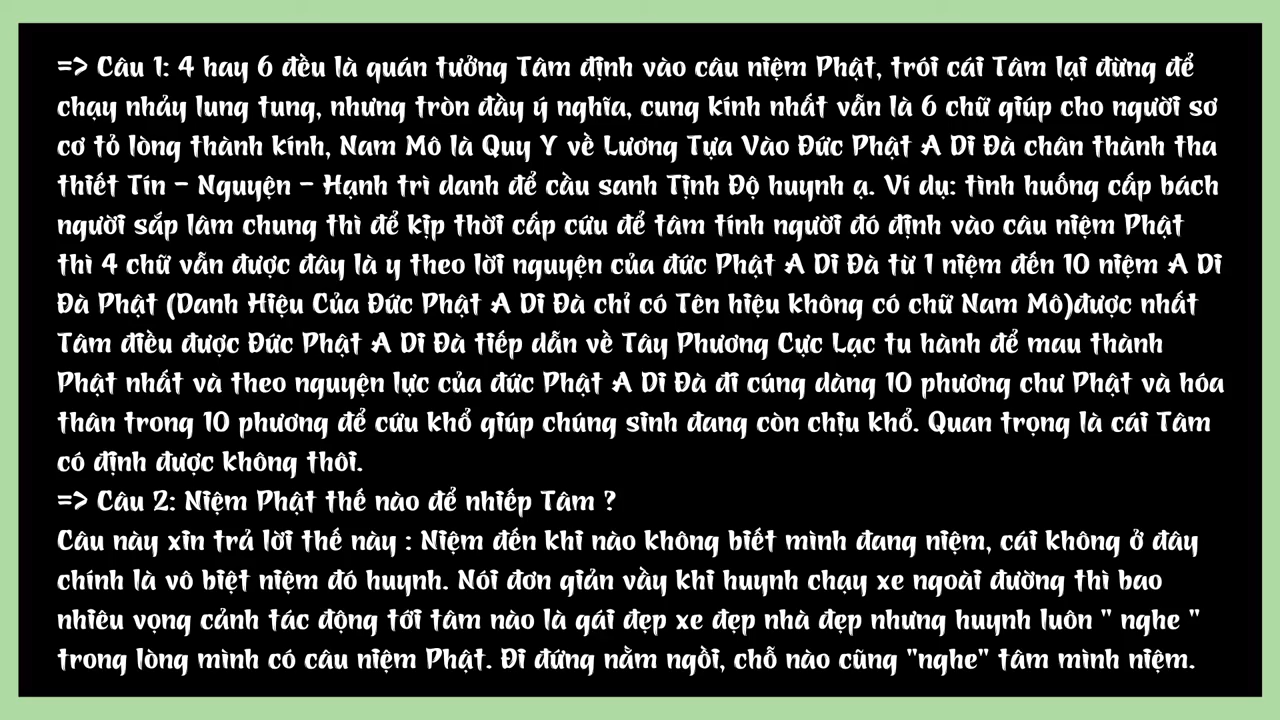 => Câu 1: 4 hay 6 đều là quán tưởng Tâm định vào câu niệm Phật, trói cái Tâm lại đừng để
chạy nhảy lung tung, nhưng tròn đầy ý nghĩa, cung kính nhất vẫn là 6 chữ giúp cho người sơ
cơ tỏ lòng thành kính, Nam Mô là Quy Y về Lương Tựa Vào Đức Phật A Di Đà chân thành tha
thiết Tín - Nguyện - Hạnh trì danh để cầu sanh Tịnh Độ huynh ạ. Ví dụ: tình huống cấp bách
người sắp lâm chung thì để kịp thời cấp cứu để tâm tính người đó định vào câu niệm Phật
thì 4 chữ vẫn được đây là y theo lời nguyện của đức Phật A Di Đà từ 1 niệm đến 10 niệm A Di
Đà Phật (Danh Hiệu Của Đức Phật A Di Đà chỉ có Tên hiệu không có chữ Nam Mô)được nhất
Tâm điều được Đức Phật A Di Đà tiếp dẫn về Tây Phương Cực Lạc tu hành để mau thành
Phật nhất và theo nguyện lực của đức Phật A Di Đà đi cúng dàng 10 phương chư Phật và hóa
thân trong 10 phương để cứu khổ giúp chúng sinh đang còn chịu khổ. Quan trọng là cái Tâm
có định được không thôi.
=> Câu 2: Niệm Phật thế nào để nhiếp Tâm ?
Câu này xin trả lời thế này : Niệm đến khi nào không biết mình đang niệm, cái không ở đây
chính là vô biệt niệm đó huynh. Nói đơn giản vầy khi huynh chạy xe ngoài đường thì bao
nhiêu vọng cảnh tác động tới tâm nào là gái đẹp xe đẹp nhà đẹp nhưng huynh luôn " nghe "
trong lòng mình có câu niệm Phật. Đi đứng nằm ngồi, chỗ nào cũng "nghe" tâm mình niệm.